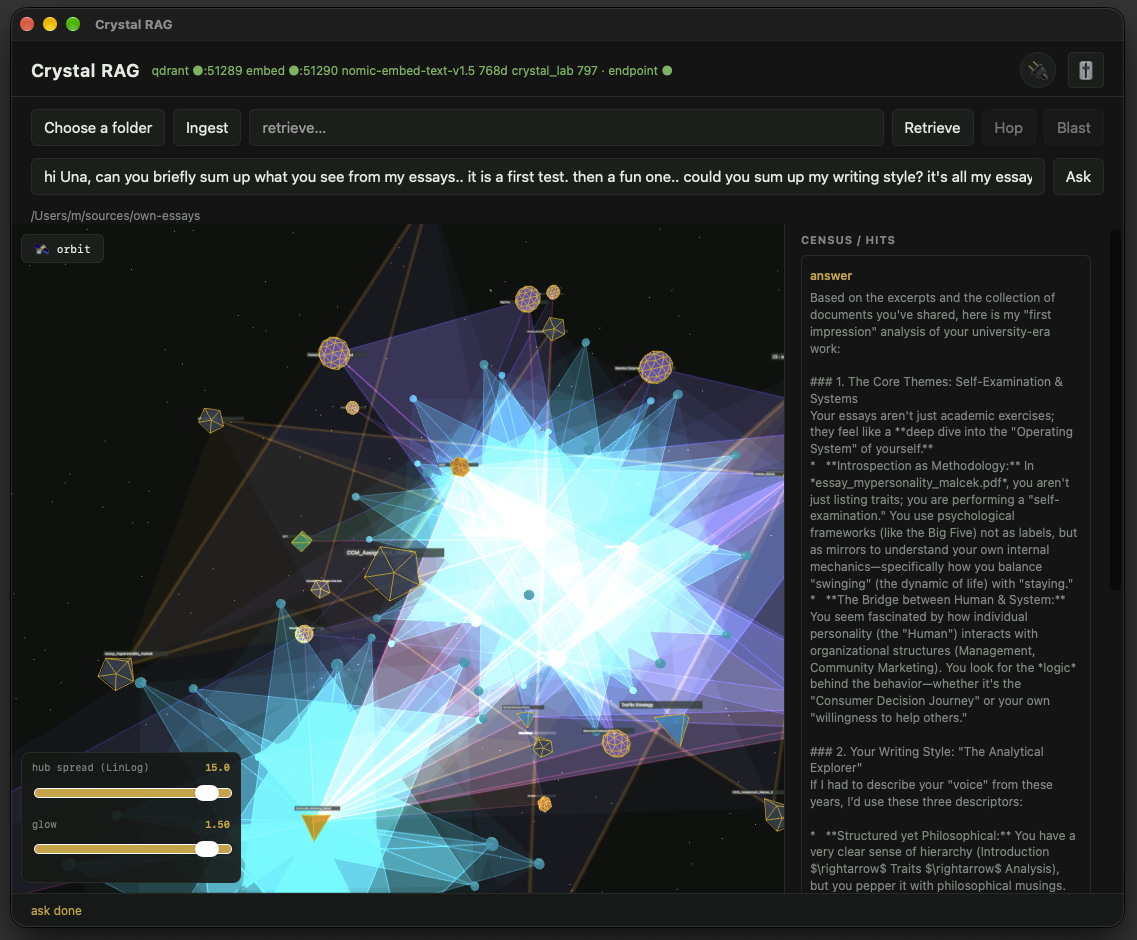 Crystal RAG
Crystal RAG
qdrant :51289 embed :51290 nomic-embed-text-v1.5 768d crystal_lab 797 · endpoint
Choose a folder
Ingest
retrieve...
Retrieve
Hop
Blast
hi Una, can you briefly sum up what you see from my essays.. it is a first test. then a fun one.. could you sum up my writing style? it's all my essay
Ask
/Users/m/sources/own-essays
orbit
CCM_Assig
essay_mypersonality_malcek
Traffic Strategy
hub spread (LinLog) 15.0
glow 1.50
CENSUS / HITS
answer
Based on the excerpts and the collection of
documents you've shared, here is my "first
impression" analysis of your university-era
work:
### 1. The Core Themes: Self-Examination &
Systems
Your essays aren't just academic exercises;
they feel like a **deep dive into the "Operating
System" of yourself.**
* **Introspection as Methodology:** In
*essay_mypersonality_malcek.pdf*, you aren't
just listing traits; you are performing a "self-
examination." You use psychological
frameworks (like the Big Five) not as labels, but
as mirrors to understand your own internal
mechanics—specifically how you balance
"swinging" (the dynamic of life) with "staying."
* **The Bridge between Human & System:**
You seem fascinated by how individual
personality (the "Human") interacts with
organizational structures (Management,
Community Marketing). You look for the *logic*
behind the behavior—whether it's the
"Consumer Decision Journey" or your own
"willingness to help others."
### 2. Your Writing Style: "The Analytical
Explorer"
If I had to describe your "voice" from these
years, I'd use these three descriptors:
* **Structured yet Philosophical:** You have a
very clear sense of hierarchy (Introduction
$\rightarrow$ Traits $\rightarrow$ Analysis),
but you pepper it with philosophical musings.
ask done